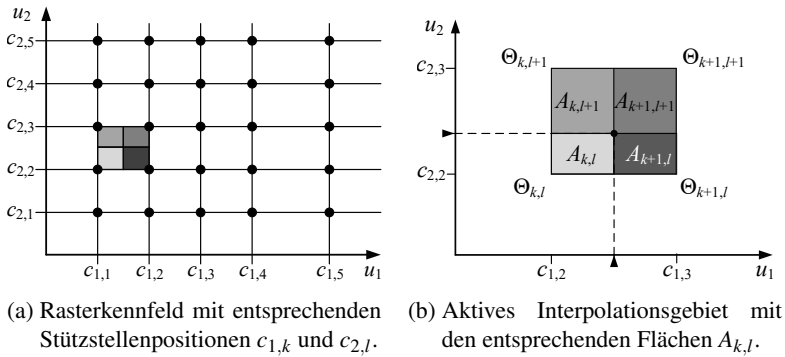 u₂
c₂,₅
c₂,₄
c₂,₃
c₂,₂
c₂,₁
c₁,₁ c₁,₂ c₁,₃ c₁,₄ c₁,₅ u₁
(a) Rasterkennfeld mit entsprechenden
Stützstellenpositionen c₁,ₖ und c₂,ₗ.
u₂
Θₖ,ₗ₊₁ Θₖ₊₁,ₗ₊₁
c₂,₃
Aₖ,ₗ₊₁ Aₖ₊₁,ₗ₊₁
Aₖ,ₗ Aₖ₊₁,ₗ
c₂,₂
Θₖ,ₗ Θₖ₊₁,ₗ
c₁,₂ c₁,₃ u₁
(b) Aktives Interpolationsgebiet mit
den entsprechenden Flächen Aₖ,ₗ.